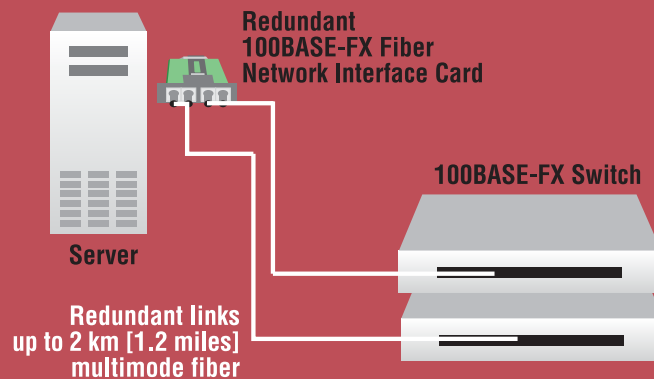 Redundant
100BASE-FX Fiber
Network Interface Card
100BASE-FX Switch
Server
Redundant links
up to 2 km [1.2 miles]
multimode fiber